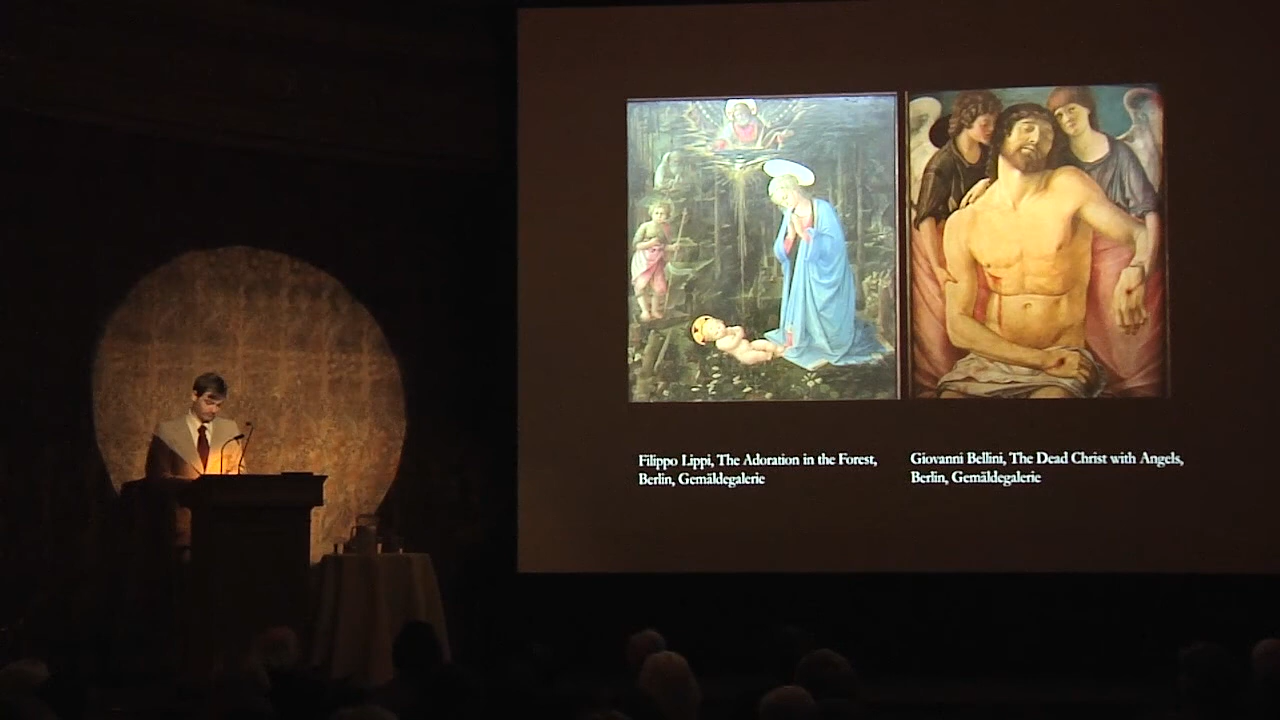 Filippo Lippi, The Adoration in the Forest,
Berlin, Gemäldegalerie
Giovanni Bellini, The Dead Christ with Angels,
Berlin, Gemäldegalerie